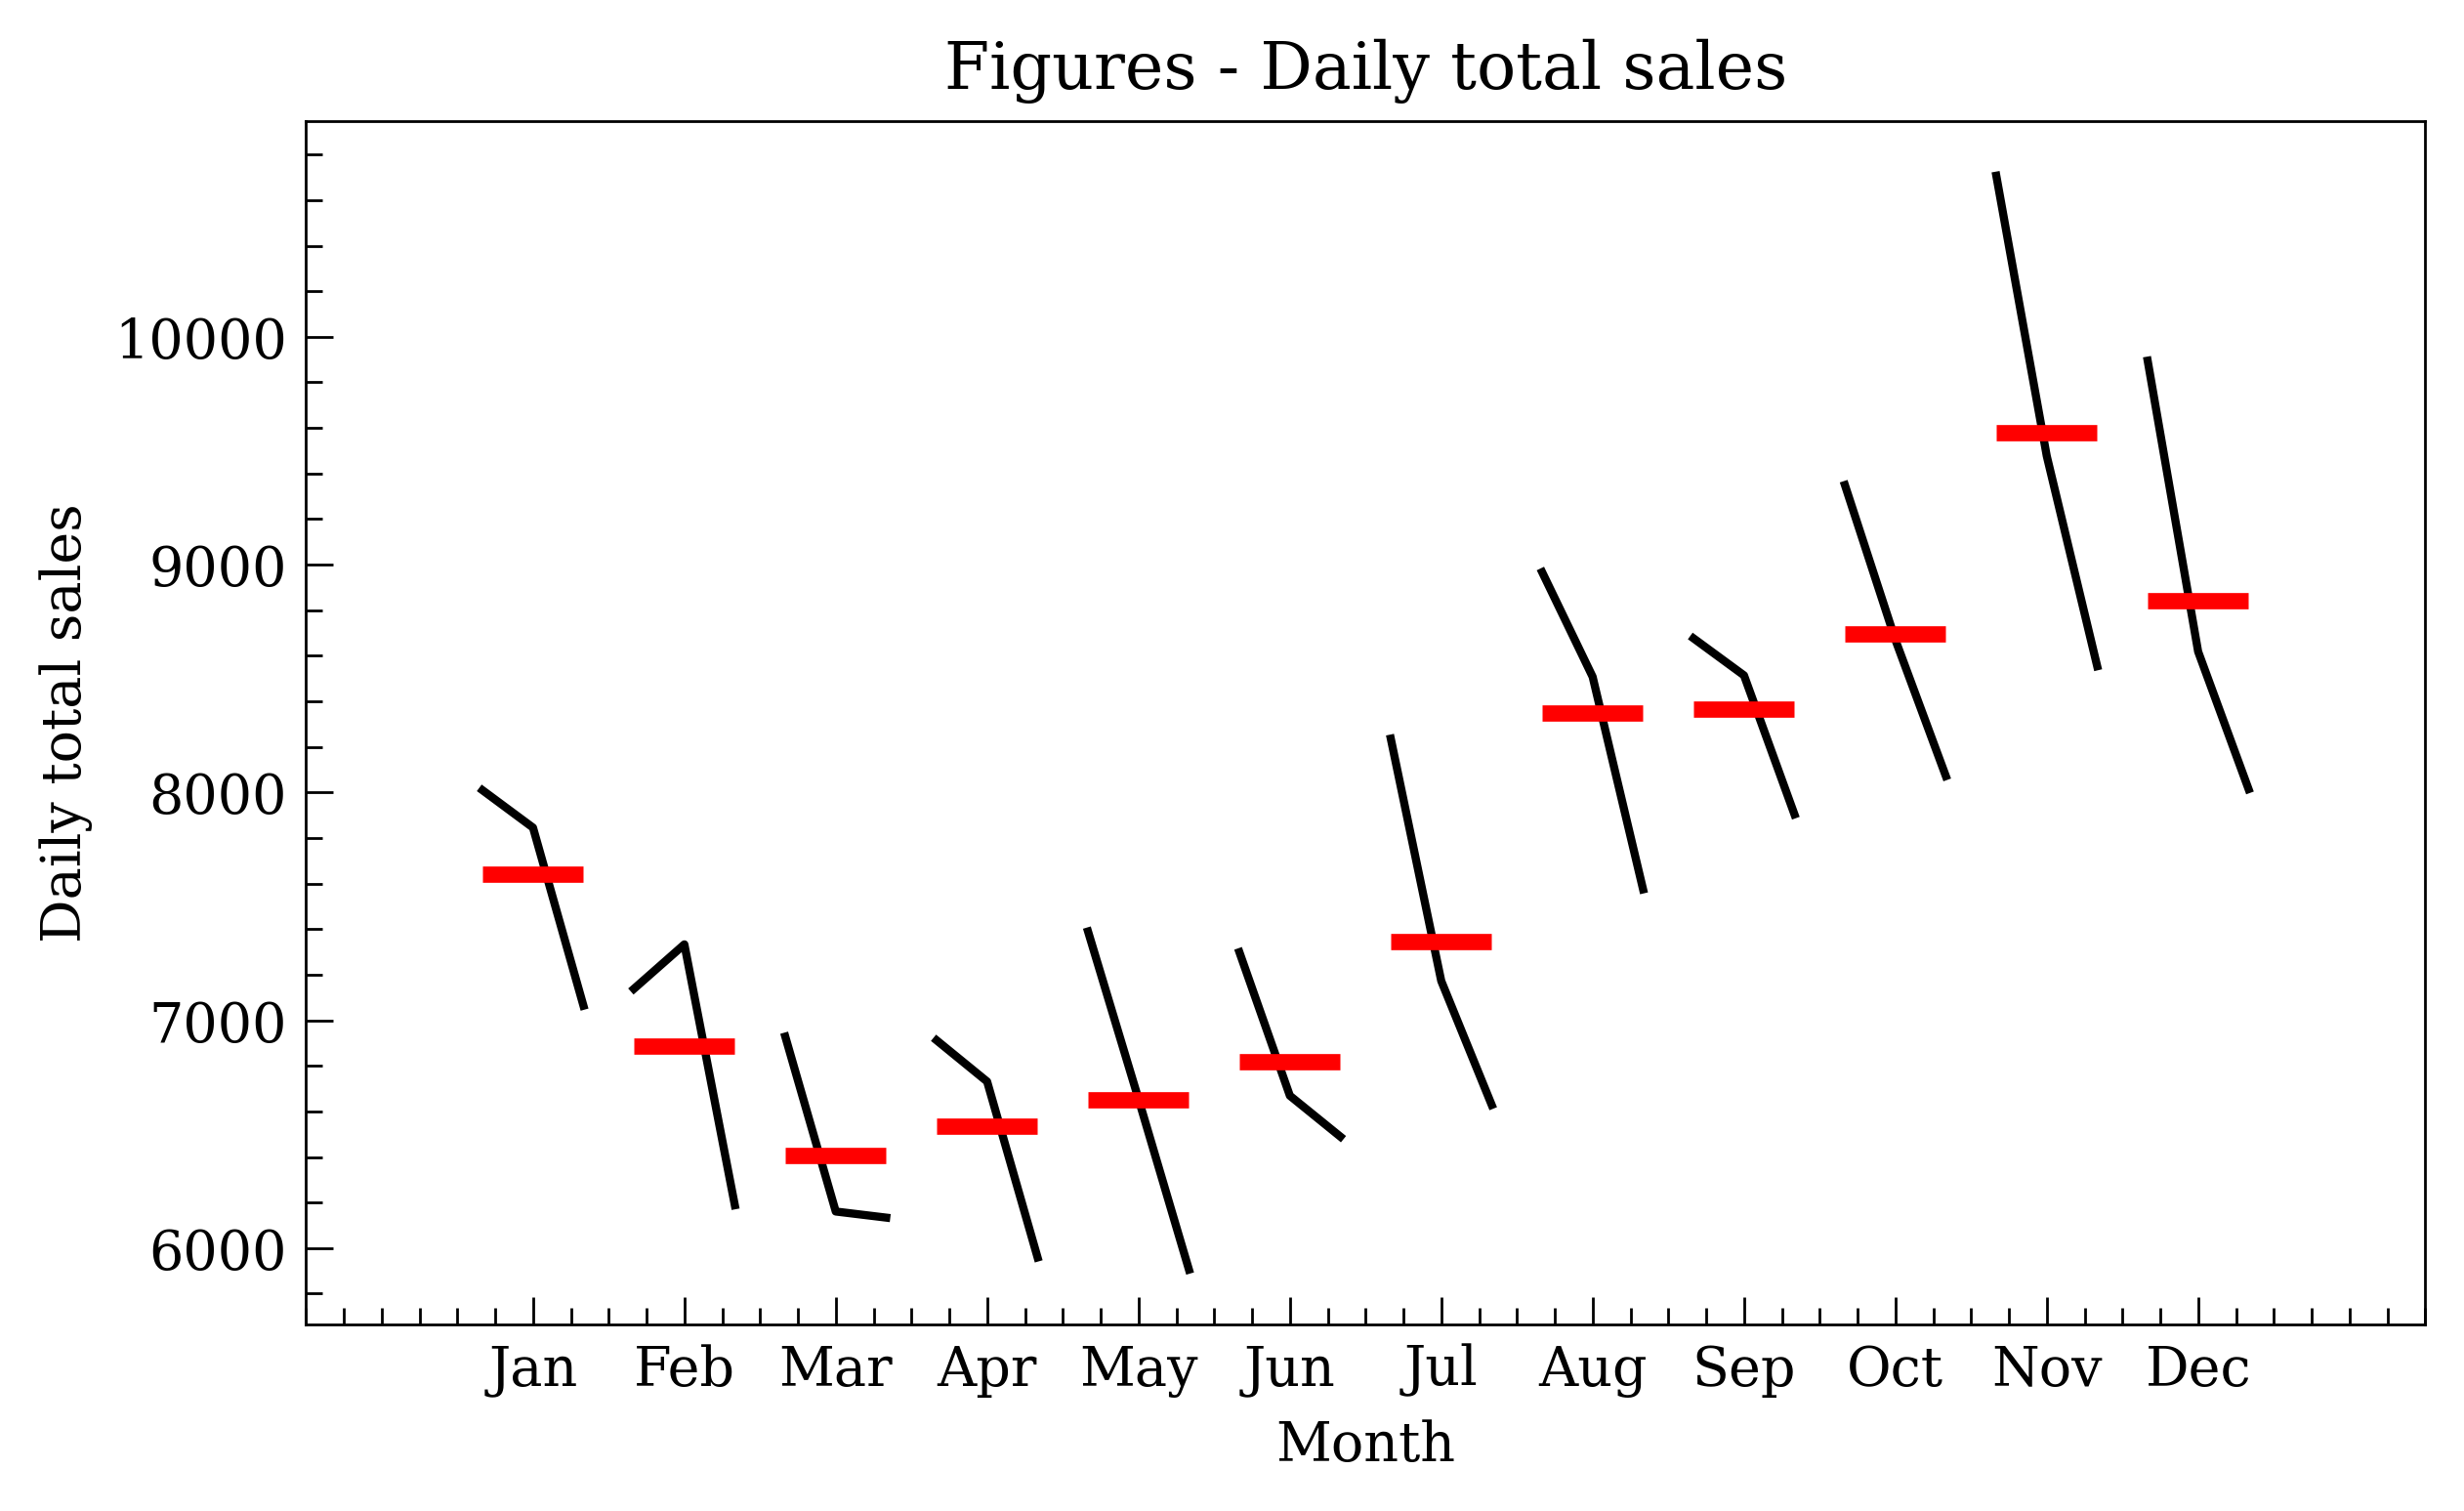 Figures - Daily total sales
Daily total sales
10000
9000
8000
7000
6000
Jan Feb Mar Apr May Jun Jul Aug Sep Oct Nov Dec
Month